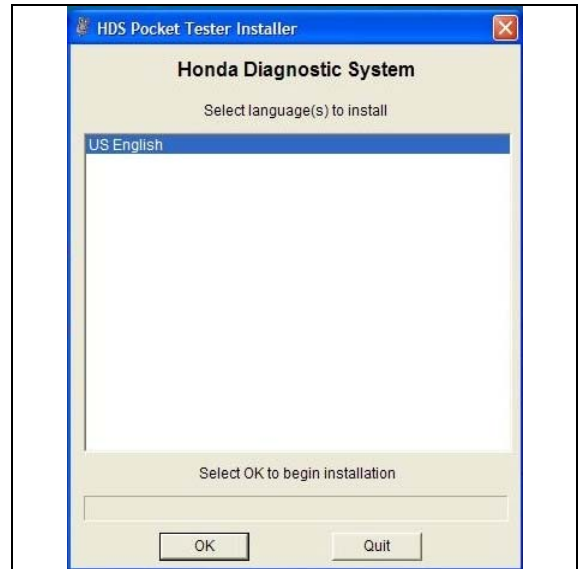 HDS Pocket Tester Installer
Honda Diagnostic System
Select language(s) to install
US English
Select OK to begin installation
OK Quit